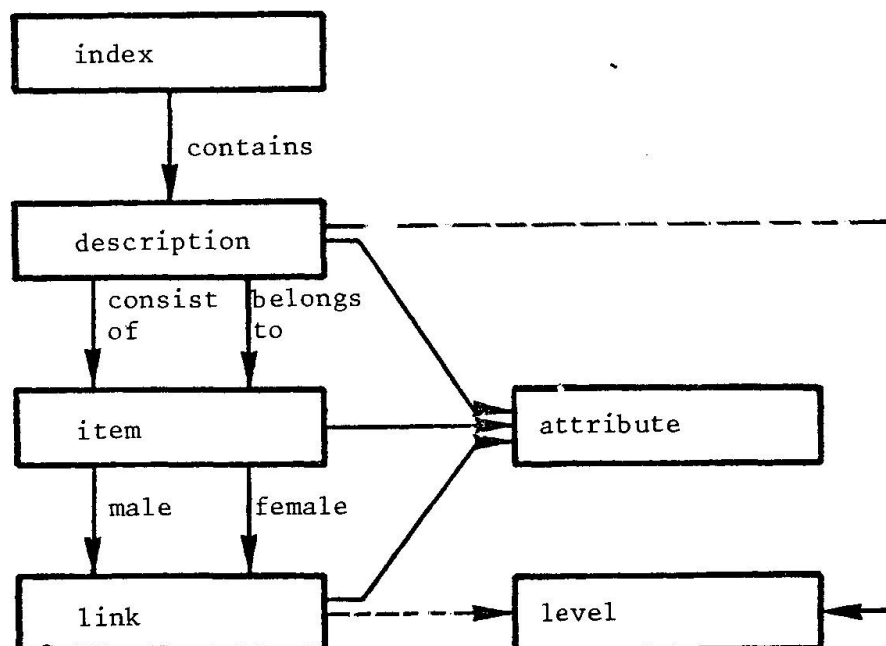 index
contains
description
consist belongs
of to
item
attribute
male female
link
level